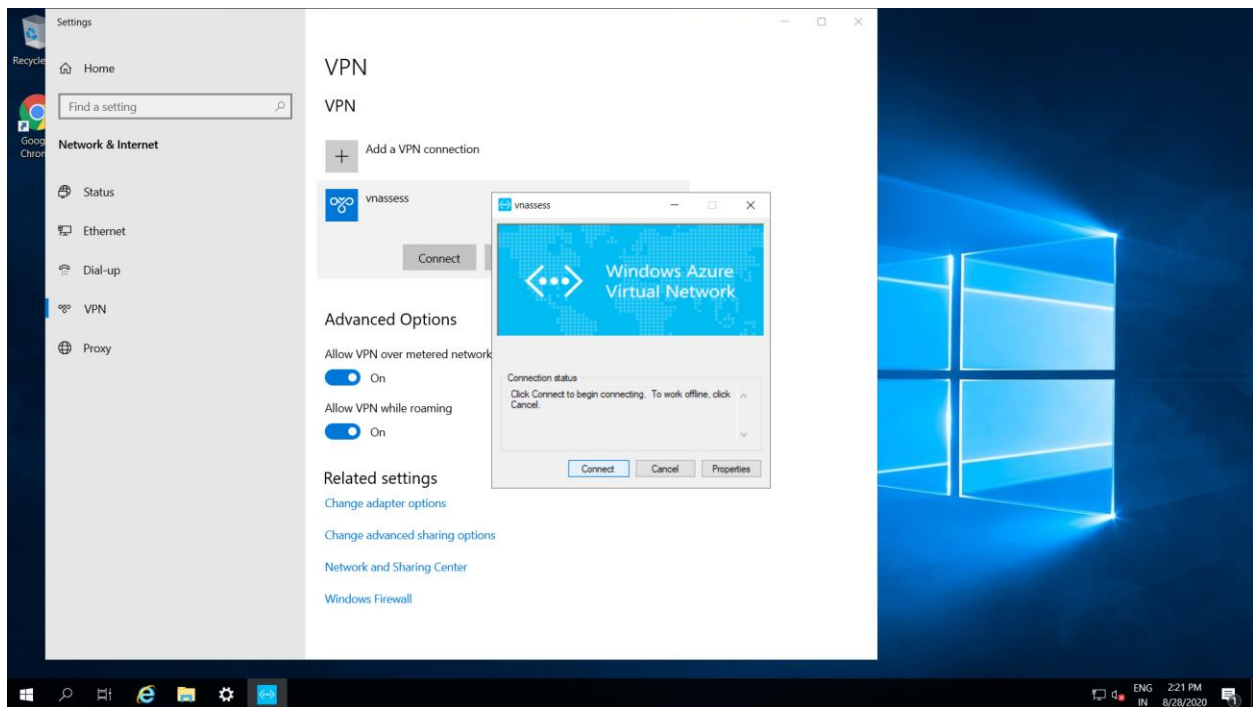 Settings
Recycle
Home
Find a setting
Goog
Chron
Network & Internet
Status
Ethernet
Dial-up
VPN
Proxy
VPN
VPN
Add a VPN connection
vnassess
Connect
Advanced Options
Allow VPN over metered network
On
Allow VPN while roaming
On
Related settings
Change adapter options
Change advanced sharing options
Network and Sharing Center
Windows Firewall
vnassess
Windows Azure
Virtual Network
Connection status
Click Connect to begin connecting. To work offline, click
Cancel.
Connect Cancel Properties
ENG 2:21 PM
IN 8/28/2020
1